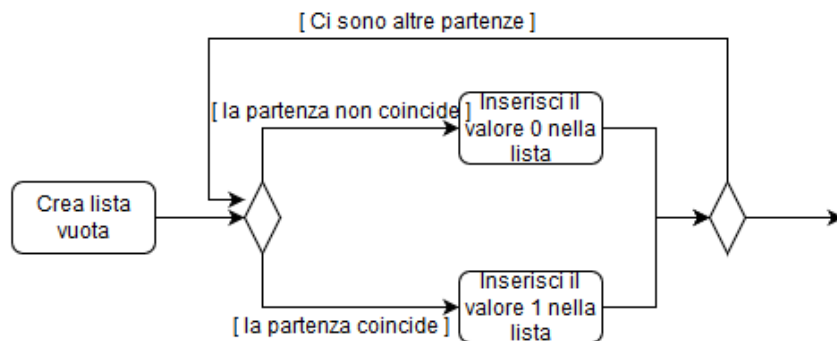 [ Ci sono altre partenze ]
[ la partenza non coincide ]
Inserisci il
valore 0 nella
lista
Crea lista
vuota
[ la partenza coincide ]
Inserisci il
valore 1 nella
lista